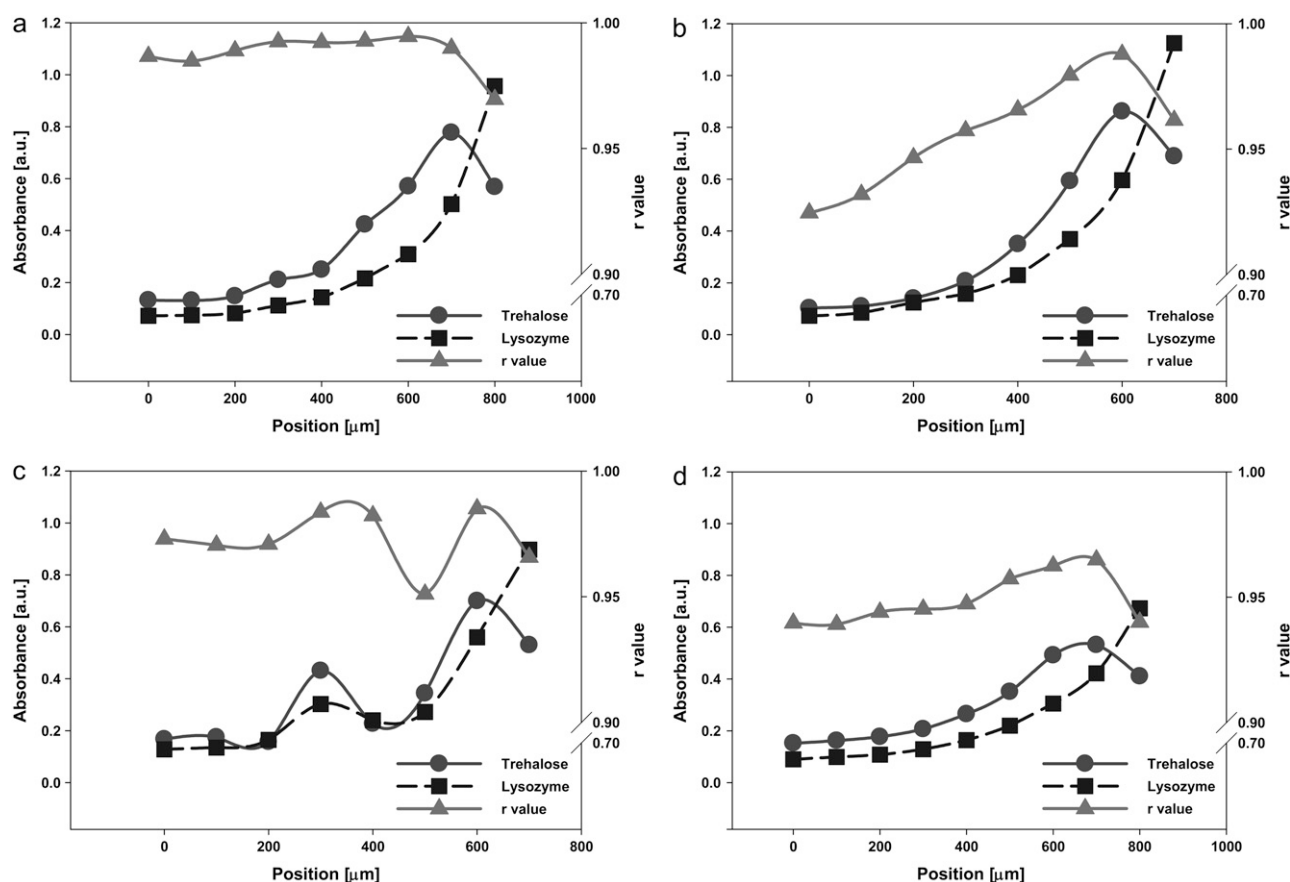 a
1.2
1.0
0.8
0.6
0.4
0.2
0.0
Absorbance [a.u.]
1.00
0.95
0.90
0.70
r value
Trehalose
Lysozyme
r value
0 200 400 600 800 1000
Position [μm]
b
1.2
1.0
0.8
0.6
0.4
0.2
0.0
Absorbance [a.u.]
1.00
0.95
0.90
0.70
r value
Trehalose
Lysozyme
r value
0 200 400 600 800
Position [μm]
c
1.2
1.0
0.8
0.6
0.4
0.2
0.0
Absorbance [a.u.]
1.00
0.95
0.90
0.70
r value
Trehalose
Lysozyme
r value
0 200 400 600 800
Position [μm]
d
1.2
1.0
0.8
0.6
0.4
0.2
0.0
Absorbance [a.u.]
1.00
0.95
0.90
0.70
r value
Trehalose
Lysozyme
r value
0 200 400 600 800 1000
Position [μm]